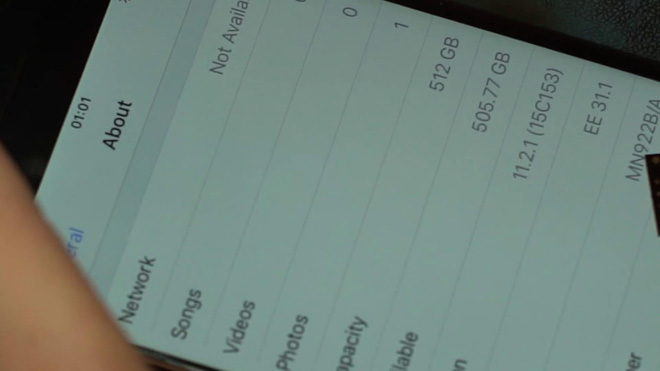 01:01
eral
About
Network Not Availa
Songs
Videos 0
Photos 1
apacity 512 GB
lable 505.77 GB
n 11.2.1 (15C153)
EE 31.1
MN922B/A
er